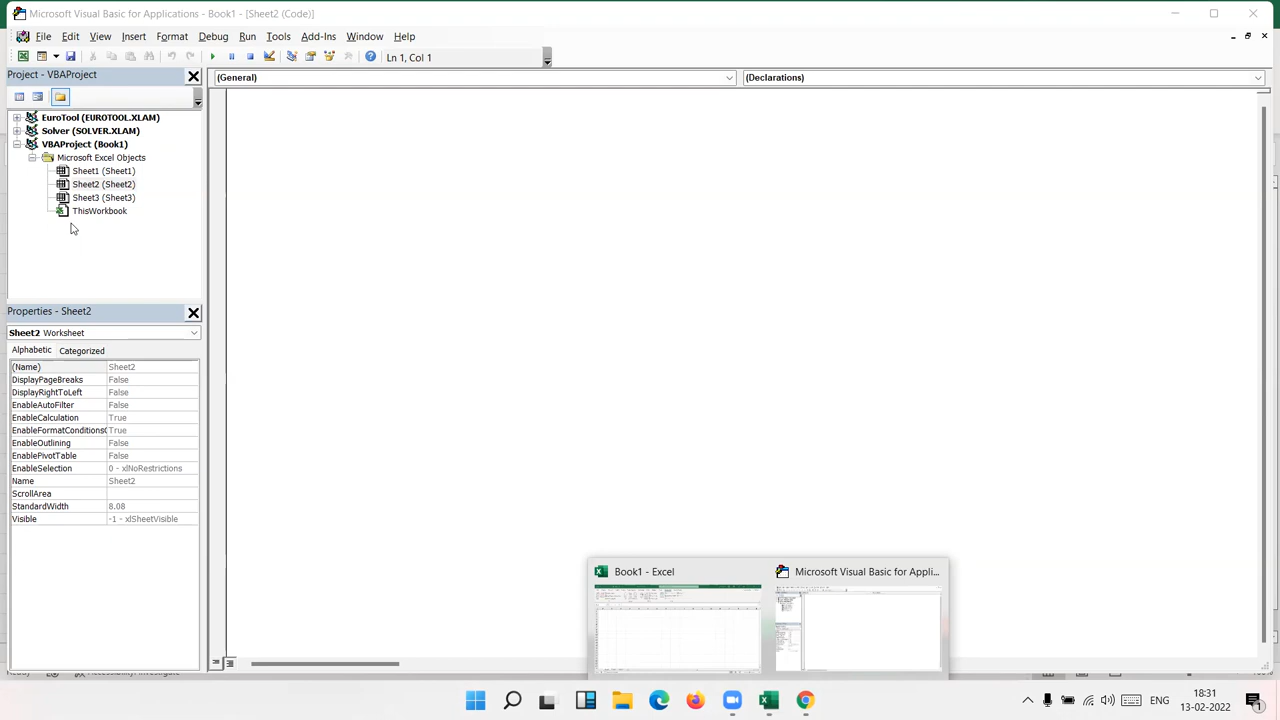 Microsoft Visual Basic for Applications - Book1 - [Sheet2 (Code)]
File Edit View Insert Format Debug Run Tools Add-Ins Window Help
Ln 1, Col 1
Project - VBAProject
(General)
(Declarations)
EuroTool (EUROTOOL.XLAM)
Solver (SOLVER.XLAM)
VBAProject (Book1)
Microsoft Excel Objects
Sheet1 (Sheet1)
Sheet2 (Sheet2)
Sheet3 (Sheet3)
ThisWorkbook
Properties - Sheet2
Sheet2 Worksheet
Alphabetic Categorized
(Name) Sheet2
DisplayPageBreaks False
DisplayRightToLeft False
EnableAutoFilter False
EnableCalculation True
EnableFormatConditionsC True
EnableOutlining False
EnablePivotTable False
EnableSelection 0 - xlNoRestrictions
Name Sheet2
ScrollArea
StandardWidth 8.08
Visible -1 - xlSheetVisible
Book1 - Excel
Microsoft Visual Basic for Appli...
ENG
18:31
13-02-2022
1